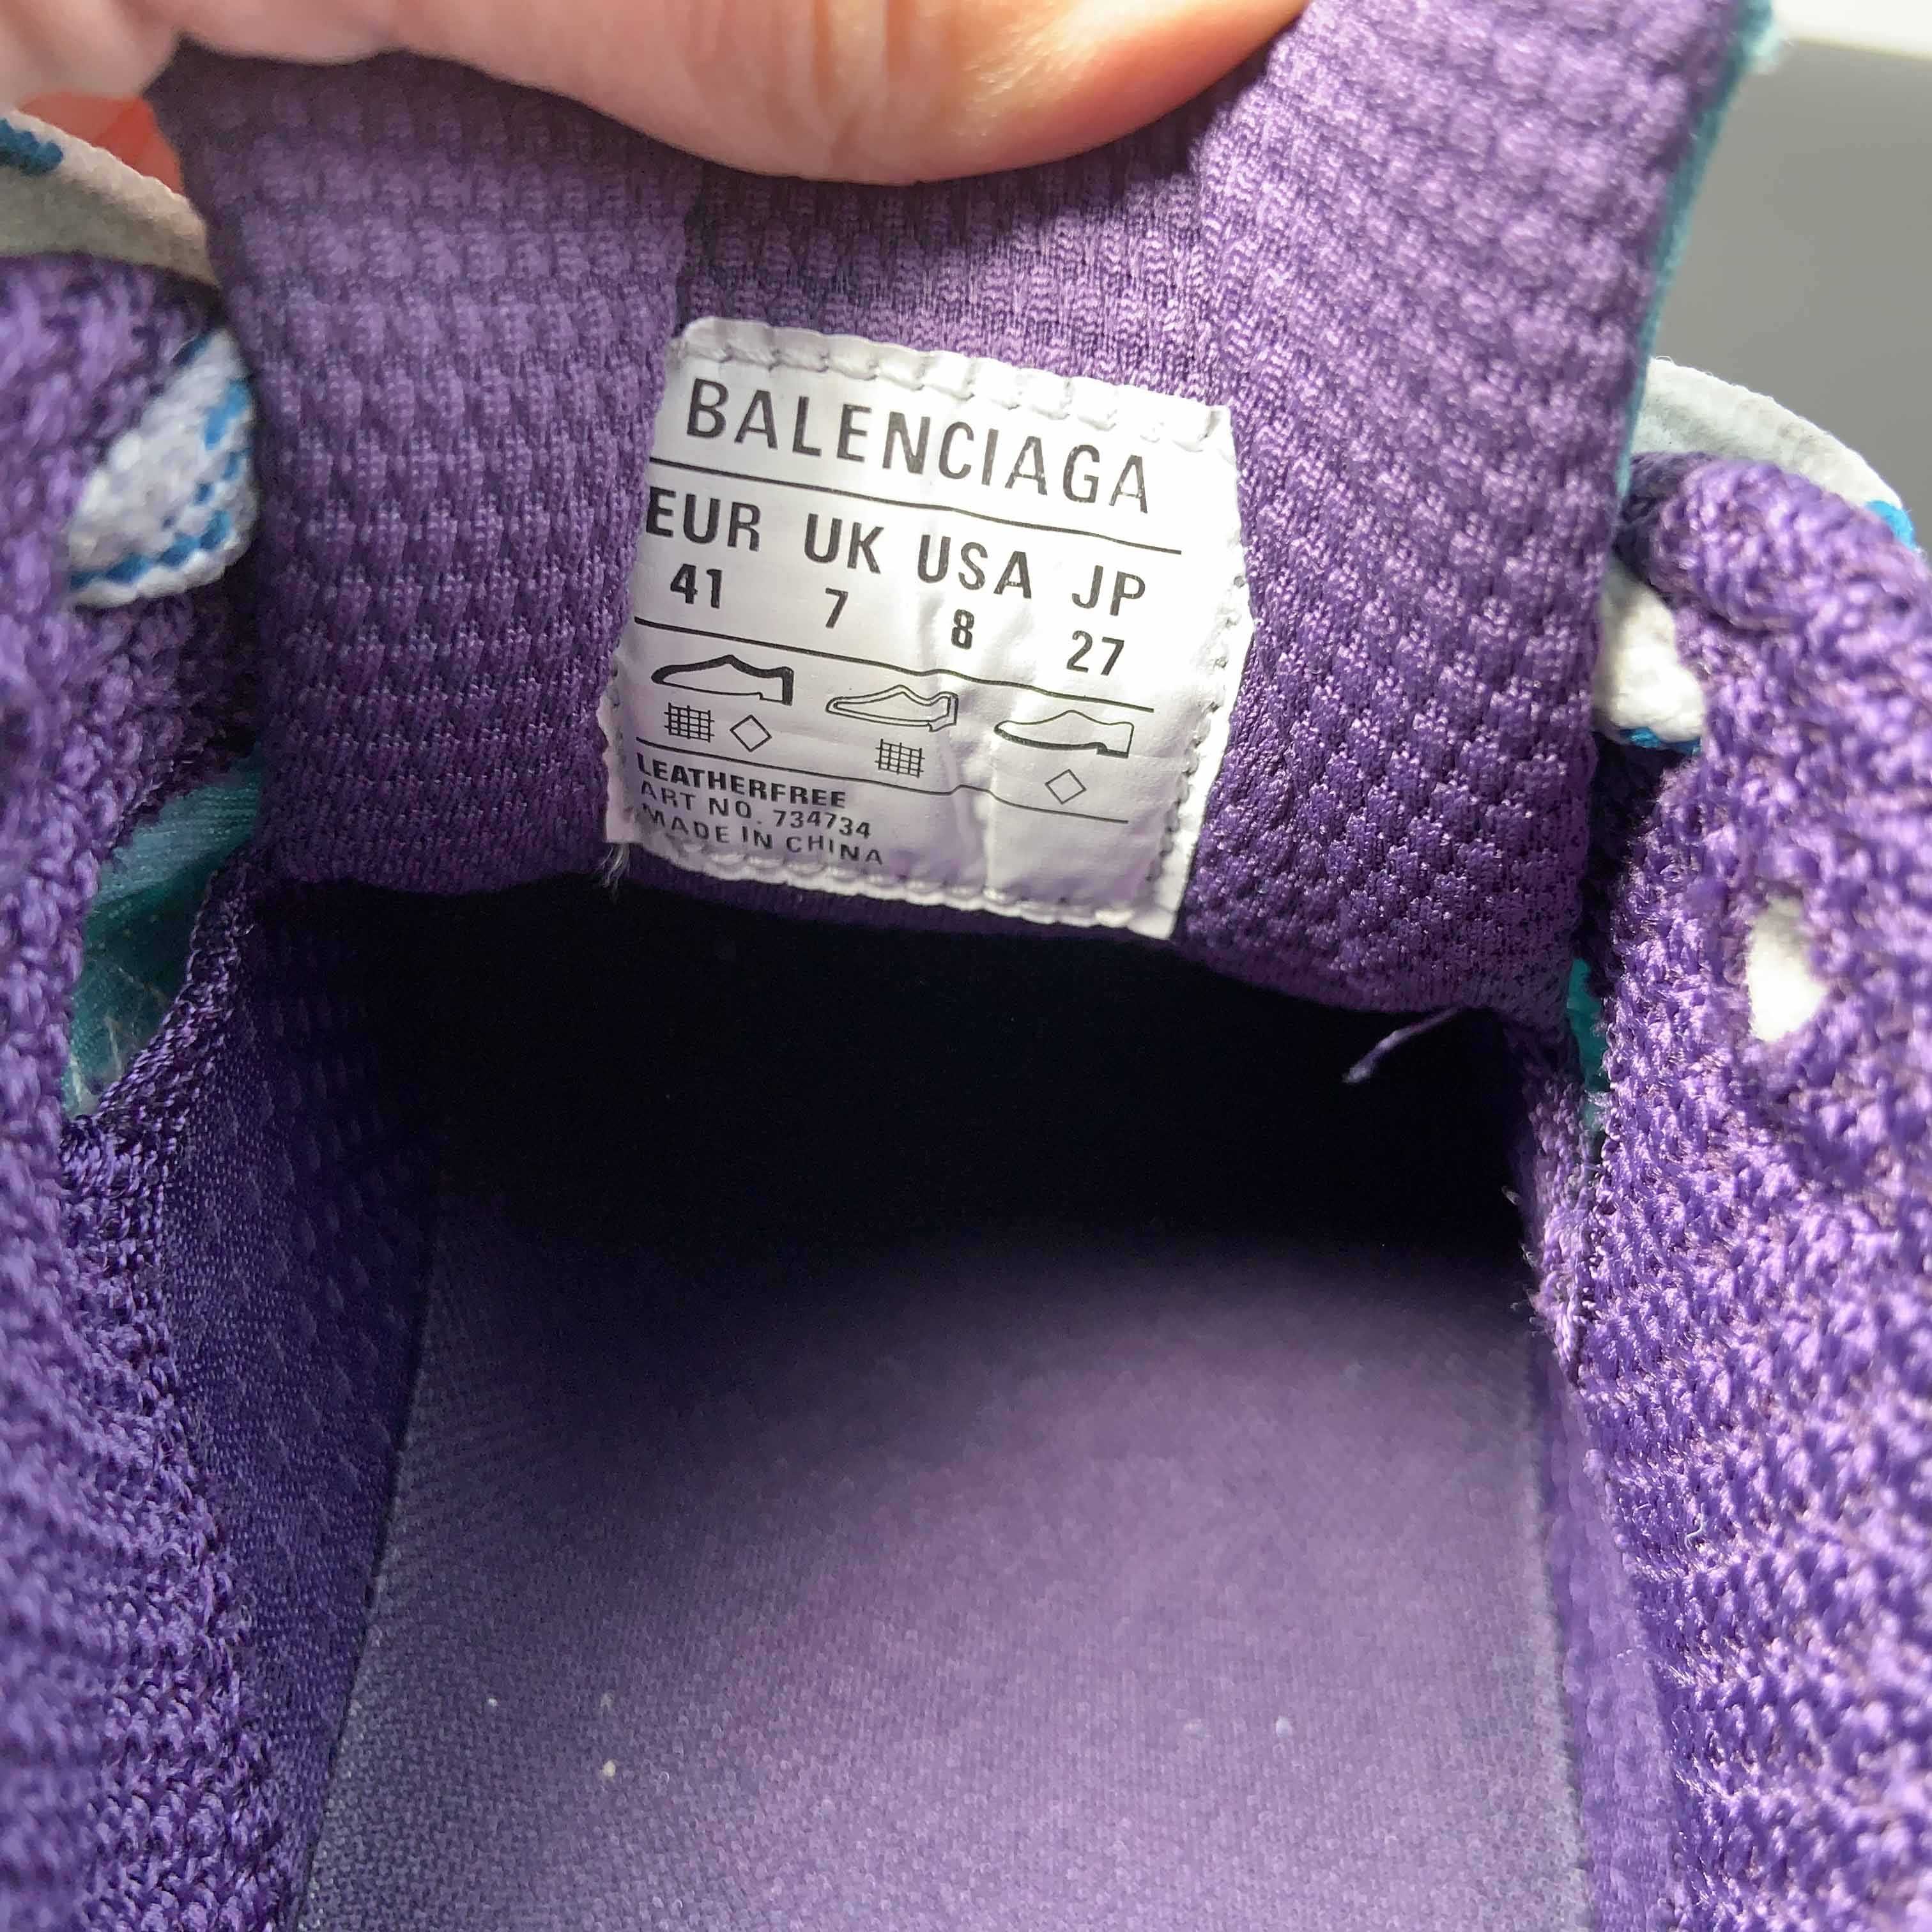 BALENCIAGA
EUR UK USA JP
41 7 8 27
LEATHERFREE
ART NO. 734734
MADE IN CHINA